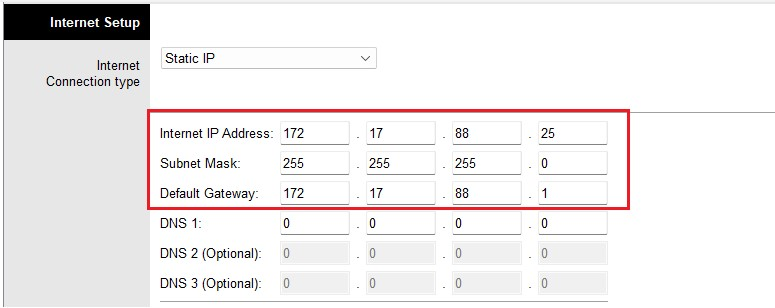 Internet Setup
Internet
Connection type
Static IP
Internet IP Address: 172 . 17 . 88 . 25
Subnet Mask: 255 . 255 . 255 . 0
Default Gateway: 172 . 17 . 88 . 1
DNS 1: 0 . 0 . 0 . 0
DNS 2 (Optional): 0 . 0 . 0 . 0
DNS 3 (Optional): 0 . 0 . 0 . 0